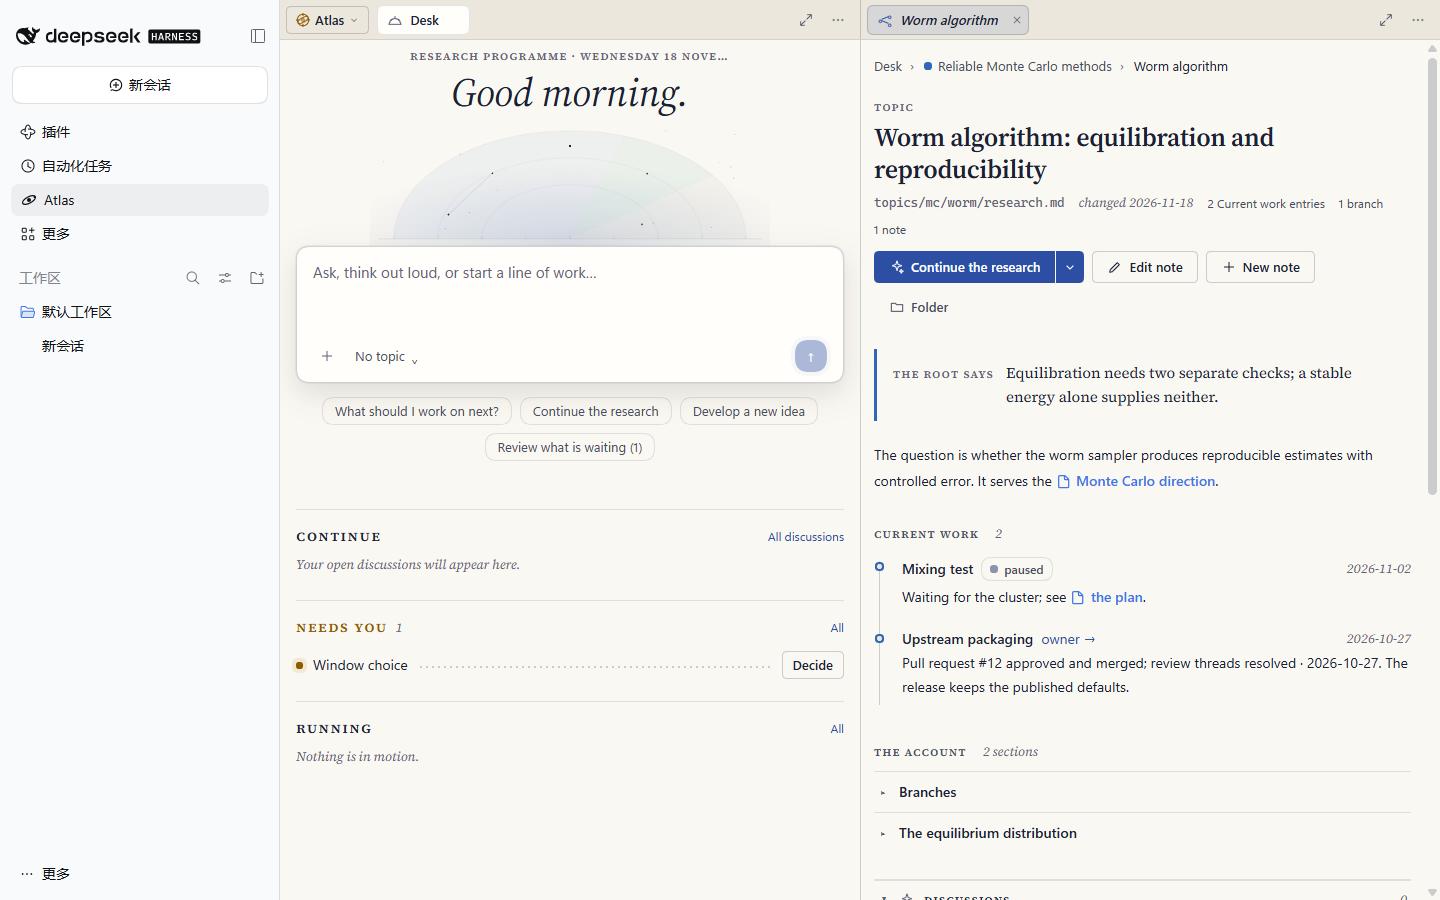 deepseek HARNESS
新会话
插件
自动化任务
Atlas
更多
工作区
默认工作区
新会话
更多
Atlas
Desk
RESEARCH PROGRAMME · WEDNESDAY 18 NOVE…
Good morning.
Ask, think out loud, or start a line of work...
No topic
What should I work on next?
Continue the research
Develop a new idea
Review what is waiting (1)
CONTINUE
All discussions
Your open discussions will appear here.
NEEDS YOU 1
All
Window choice
Decide
RUNNING
All
Nothing is in motion.
Worm algorithm ×
Desk › Reliable Monte Carlo methods › Worm algorithm
TOPIC
Worm algorithm: equilibration and
reproducibility
topics/mc/worm/research.md changed 2026-11-18 2 Current work entries 1 branch
1 note
Continue the research
Edit note
New note
Folder
THE ROOT SAYS Equilibration needs two separate checks; a stable
energy alone supplies neither.
The question is whether the worm sampler produces reproducible estimates with
controlled error. It serves the Monte Carlo direction.
CURRENT WORK 2
Mixing test paused 2026-11-02
Waiting for the cluster; see the plan.
Upstream packaging owner → 2026-10-27
Pull request #12 approved and merged; review threads resolved · 2026-10-27. The
release keeps the published defaults.
THE ACCOUNT 2 sections
Branches
The equilibrium distribution
DISCUSSIONS 0